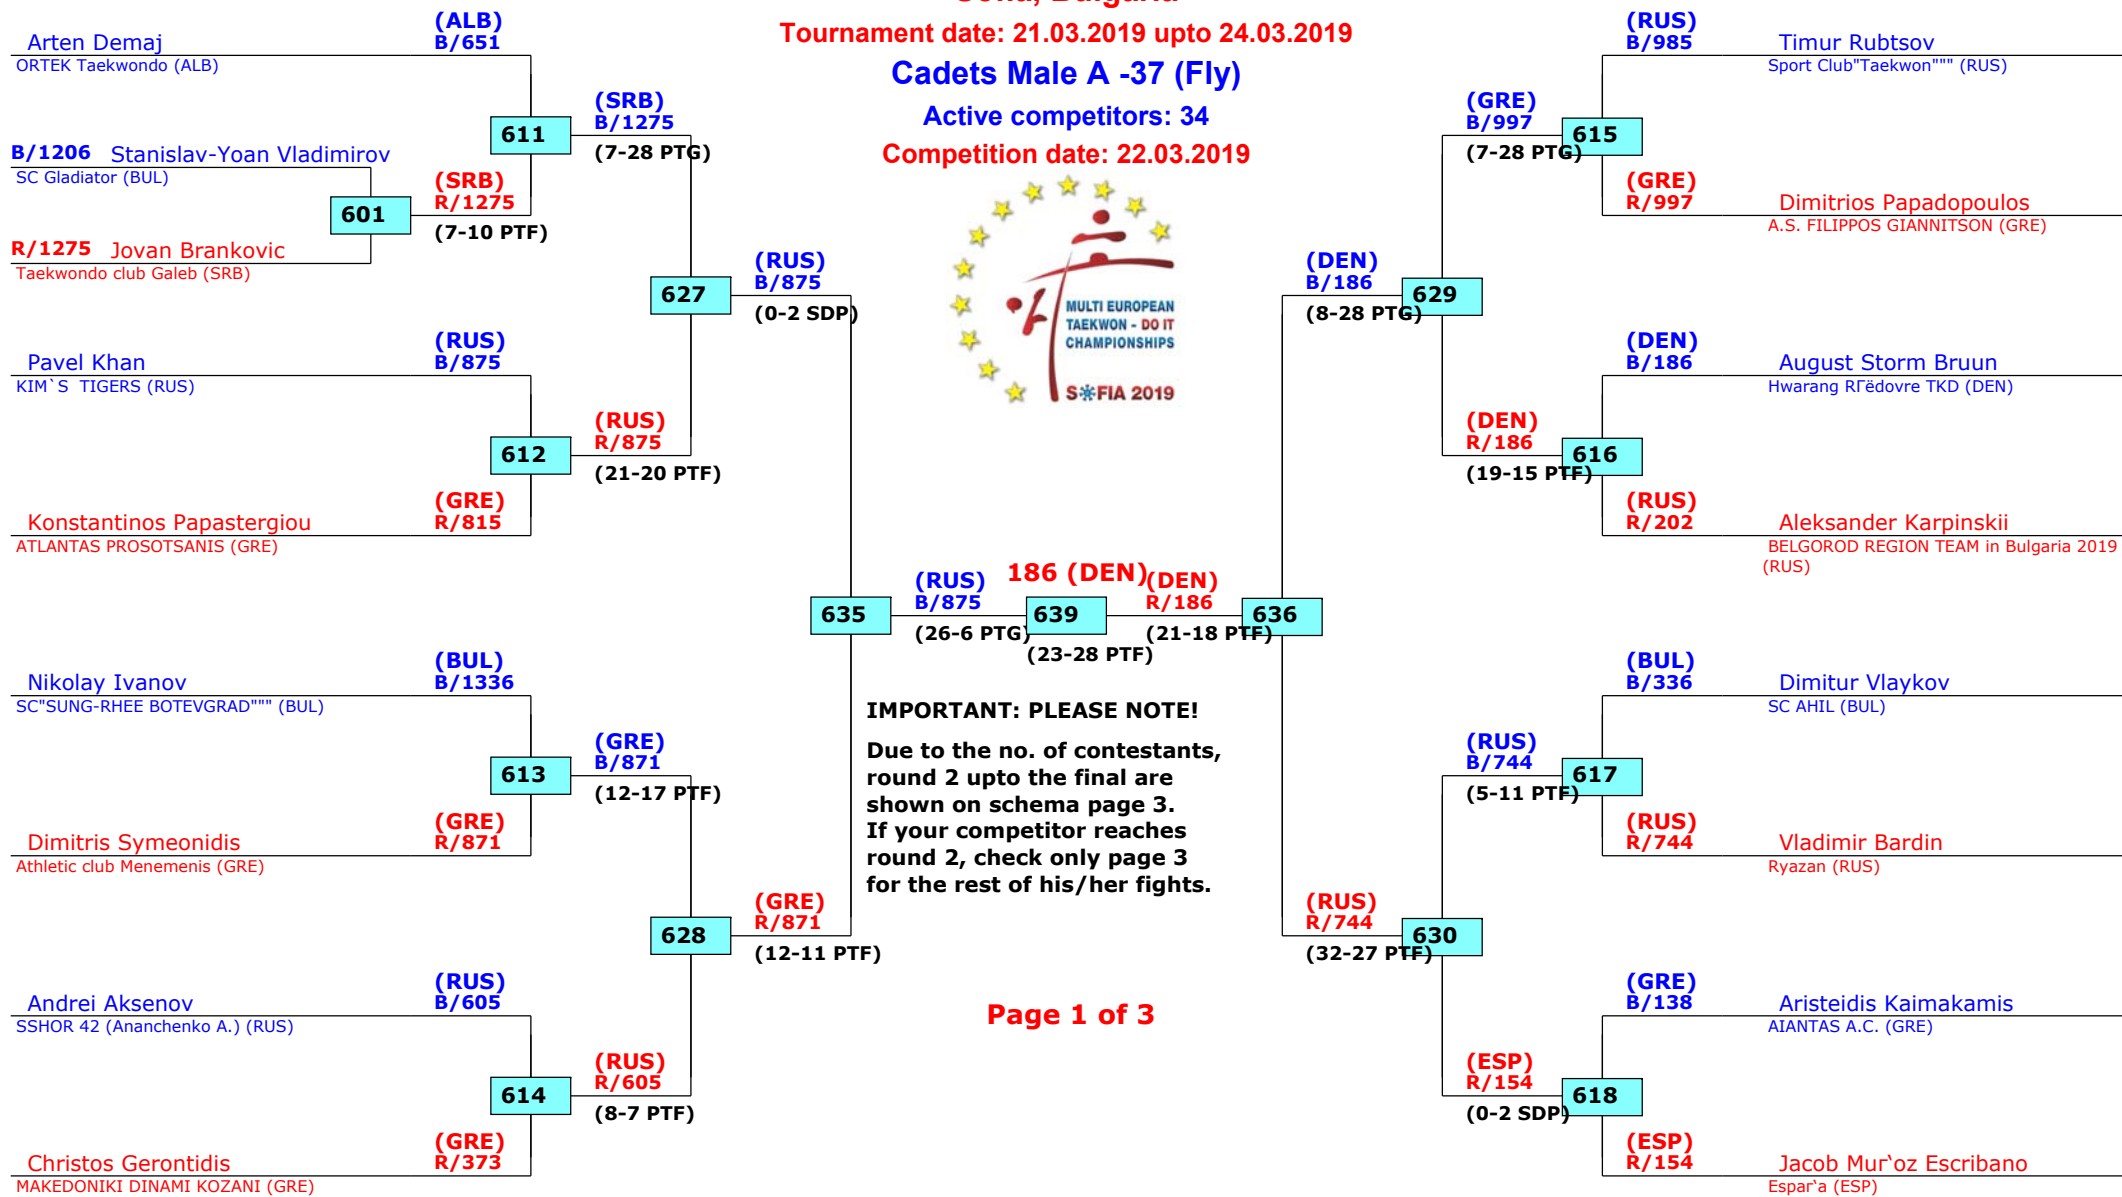 Sofia, Bulgaria
Tournament date: 21.03.2019 upto 24.03.2019
Cadets Male A -37 (Fly)
Active competitors: 34
Competition date: 22.03.2019
MULTI EUROPEAN
TAEKWON - DO IT
CHAMPIONSHIPS
S FIA 2019
Arten Demaj
ORTEK Taekwondo (ALB)
(ALB)
B/651
B/1206 Stanislav-Yoan Vladimirov
SC Gladiator (BUL)
R/1275 Jovan Brankovic
Taekwondo club Galeb (SRB)
601
(SRB)
R/1275
(7-10 PTF)
611
(SRB)
B/1275
(7-28 PTG)
Pavel Khan
KIM`S TIGERS (RUS)
(RUS)
B/875
Konstantinos Papastergiou
ATLANTAS PROSOTSANIS (GRE)
(GRE)
R/815
612
(RUS)
R/875
(21-20 PTF)
627
(RUS)
B/875
(0-2 SDP)
Nikolay Ivanov
SC"SUNG-RHEE BOTEVGRAD""" (BUL)
(BUL)
B/1336
Dimitris Symeonidis
Athletic club Menemenis (GRE)
(GRE)
R/871
613
(GRE)
B/871
(12-17 PTF)
Andrei Aksenov
SSHOR 42 (Ananchenko A.) (RUS)
(RUS)
B/605
Christos Gerontidis
MAKEDONIKI DINAMI KOZANI (GRE)
(GRE)
R/373
614
(RUS)
R/605
(8-7 PTF)
628
(GRE)
R/871
(12-11 PTF)
635
(RUS)
B/875
(26-6 PTG)
186 (DEN)
639
(23-28 PTF)
(DEN)
R/186
(21-18 PTF)
636
IMPORTANT: PLEASE NOTE!
Due to the no. of contestants,
round 2 upto the final are
shown on schema page 3.
If your competitor reaches
round 2, check only page 3
for the rest of his/her fights.
Page 1 of 3
(RUS)
B/985
Timur Rubtsov
Sport Club"Taekwon""" (RUS)
(GRE)
R/997
Dimitrios Papadopoulos
A.S. FILIPPOS GIANNITSON (GRE)
(GRE)
B/997
(7-28 PTG)
615
(DEN)
B/186
August Storm Bruun
Hwarang RГёdovre TKD (DEN)
(RUS)
R/202
Aleksander Karpinskii
BELGOROD REGION TEAM in Bulgaria 2019
(RUS)
(DEN)
R/186
(19-15 PTF)
616
(DEN)
B/186
(8-28 PTG)
629
(BUL)
B/336
Dimitur Vlaykov
SC AHIL (BUL)
(RUS)
R/744
Vladimir Bardin
Ryazan (RUS)
(RUS)
B/744
(5-11 PTF)
617
(GRE)
B/138
Aristeidis Kaimakamis
AIANTAS A.C. (GRE)
(ESP)
R/154
Jacob Mur‘oz Escribano
Espar‘a (ESP)
(ESP)
R/154
(0-2 SDP)
618
(RUS)
R/744
(32-27 PTF)
630